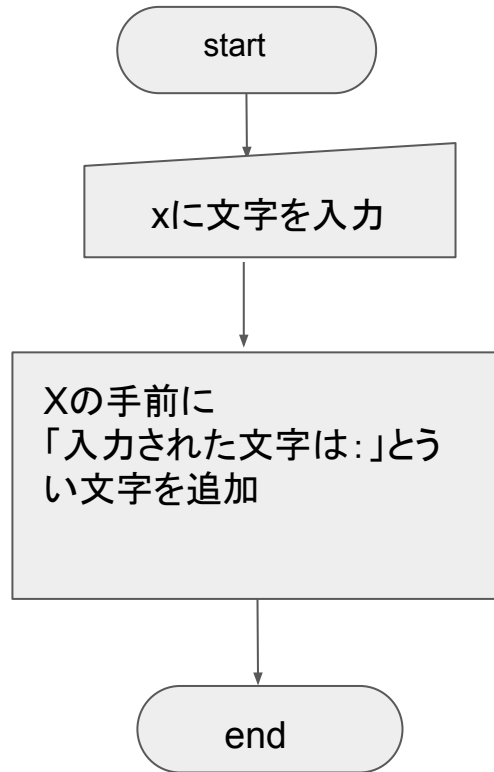 start
xに文字を入力
Xの手前に
「入力された文字は:」とう
い文字を追加
end